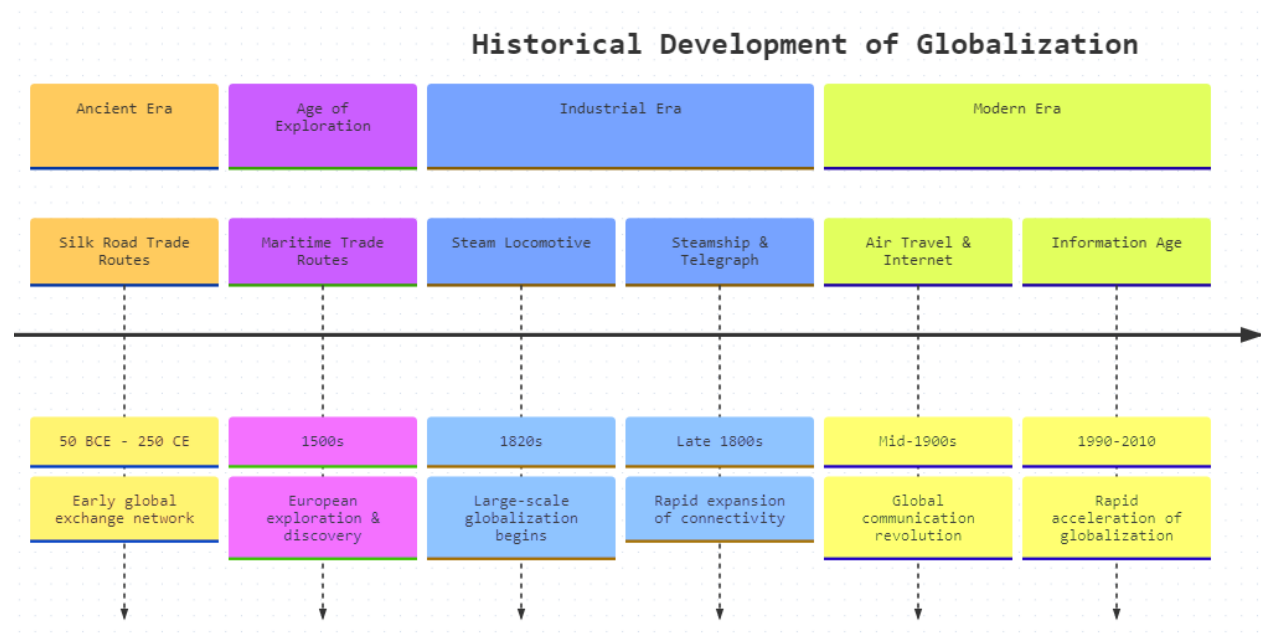 Historical Development of Globalization
Ancient Era
Age of
Exploration
Industrial Era
Modern Era
Silk Road Trade
Routes
Maritime Trade
Routes
Steam Locomotive
Steamship &
Telegraph
Air Travel &
Internet
Information Age
50 BCE - 250 CE
1500s
1820s
Late 1800s
Mid-1900s
1990-2010
Early global
exchange network
European
exploration &
discovery
Large-scale
globalization
begins
Rapid expansion
of connectivity
Global
communication
revolution
Rapid
acceleration of
globalization